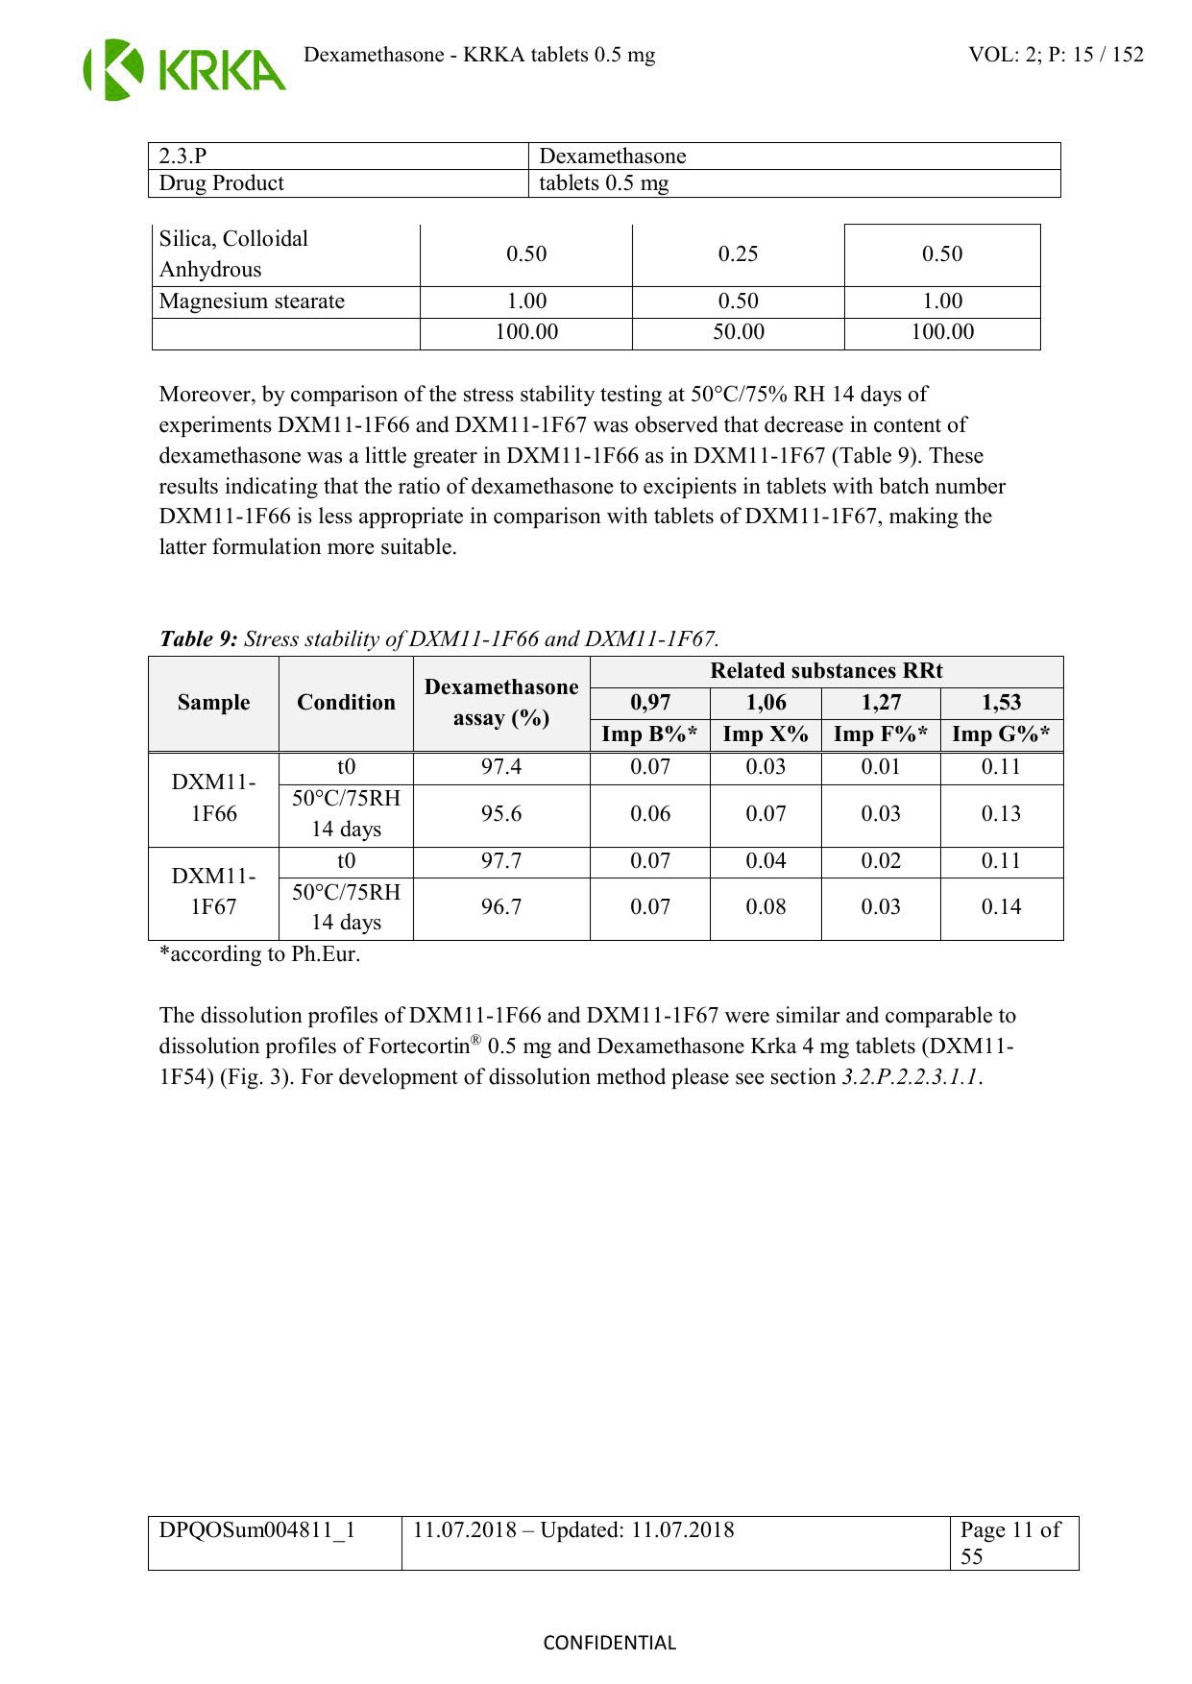 KRKA Dexamethasone - KRKA tablets 0.5 mg VOL: 2; P: 15 / 152
2.3.P Dexamethasone
Drug Product tablets 0.5 mg
Silica, Colloidal
Anhydrous 0.50 0.25 0.50
Magnesium stearate 1.00 0.50 1.00
100.00 50.00 100.00
Moreover, by comparison of the stress stability testing at 50°C/75% RH 14 days of
experiments DXM11-1F66 and DXM11-1F67 was observed that decrease in content of
dexamethasone was a little greater in DXM11-1F66 as in DXM11-1F67 (Table 9). These
results indicating that the ratio of dexamethasone to excipients in tablets with batch number
DXM11-1F66 is less appropriate in comparison with tablets of DXM11-1F67, making the
latter formulation more suitable.
Table 9: Stress stability of DXM11-1F66 and DXM11-1F67.
Sample Condition Dexamethasone assay (%) Related substances RRt
0,97 1,06 1,27 1,53
Imp B%* Imp X% Imp F%* Imp G%*
DXM11-1F66 t0 97.4 0.07 0.03 0.01 0.11
50°C/75RH 14 days 95.6 0.06 0.07 0.03 0.13
DXM11-1F67 t0 97.7 0.07 0.04 0.02 0.11
50°C/75RH 14 days 96.7 0.07 0.08 0.03 0.14
*according to Ph.Eur.
The dissolution profiles of DXM11-1F66 and DXM11-1F67 were similar and comparable to
dissolution profiles of Fortecortin® 0.5 mg and Dexamethasone Krka 4 mg tablets (DXM11-
1F54) (Fig. 3). For development of dissolution method please see section 3.2.P.2.2.3.1.1.
DPQOSum004811_1 11.07.2018 – Updated: 11.07.2018 Page 11 of
55
CONFIDENTIAL